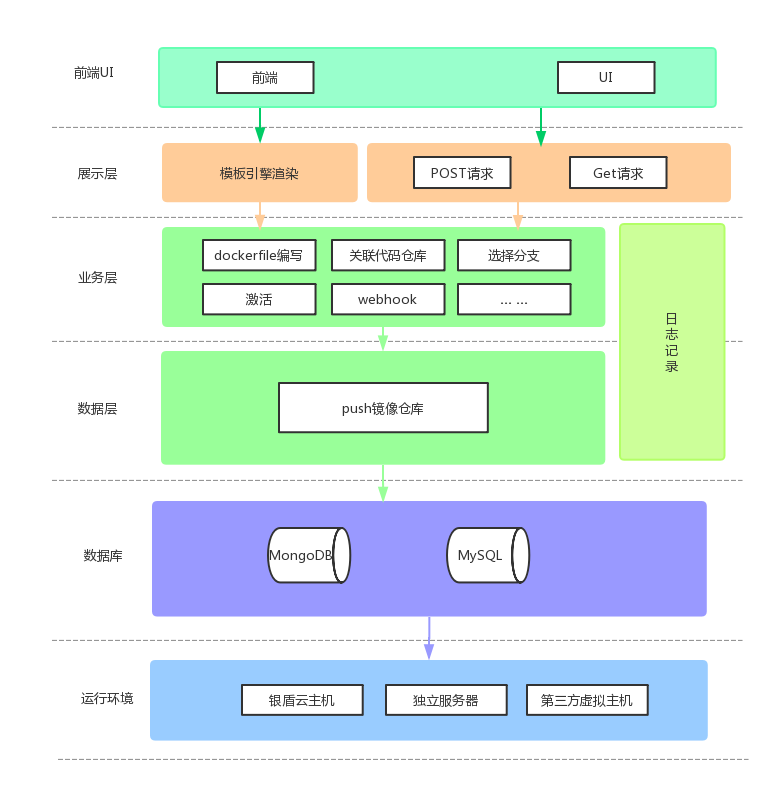 前端UI
前端
UI
展示层
模板引擎渲染
POST请求
Get请求
业务层
dockerfile编写
关联代码仓库
选择分支
激活
webhook
... ...
日
志
记
录
数据层
push镜像仓库
数据库
MongoDB
MySQL
运行环境
银盾云主机
独立服务器
第三方虚拟主机